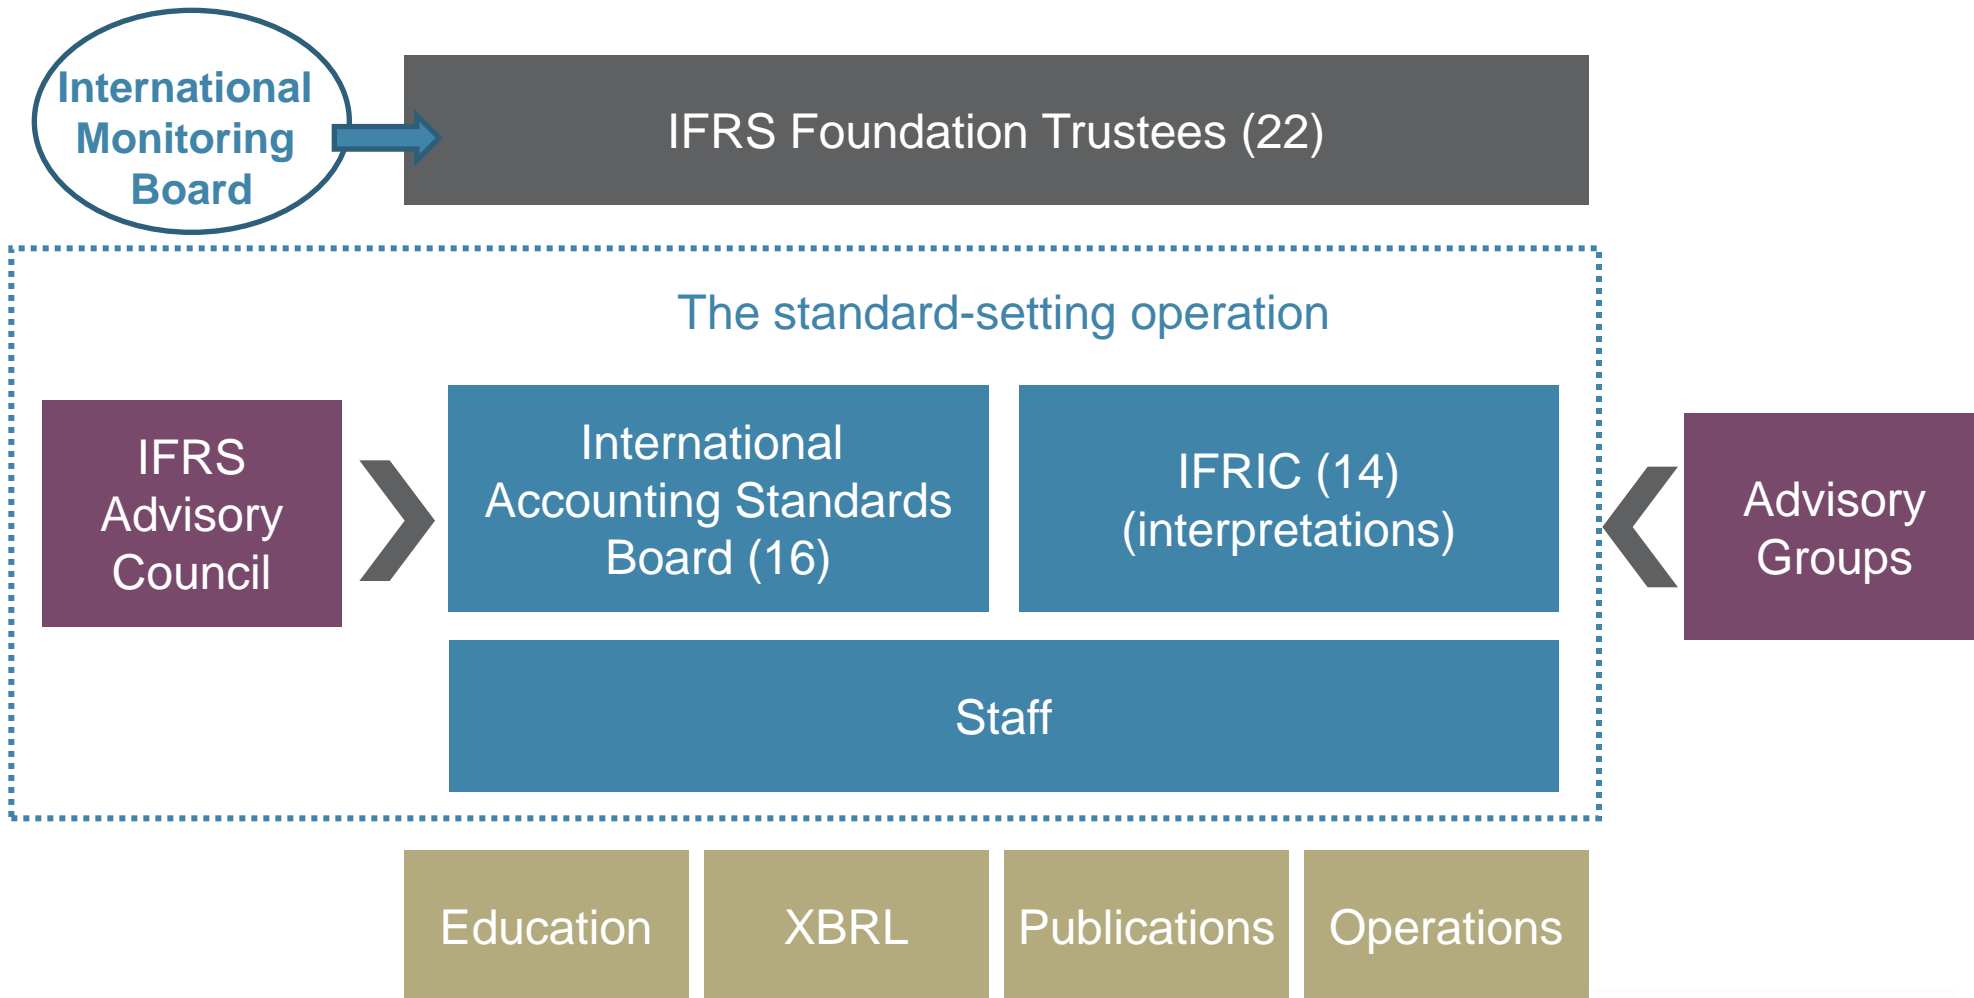 International
Monitoring
Board
IFRS Foundation Trustees (22)
The standard-setting operation
IFRS
Advisory
Council
International
Accounting Standards
Board (16)
IFRIC (14)
(interpretations)
Advisory
Groups
Staff
Education
XBRL
Publications
Operations